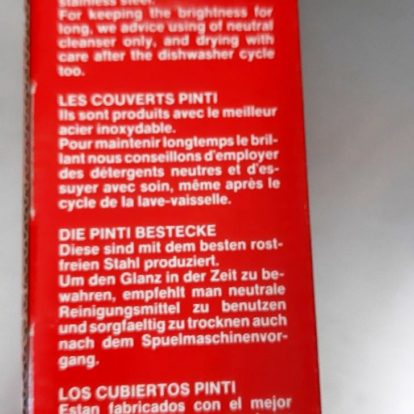 stainless steel.
For keeping the brightness for
long, we advice using of neutral
cleanser only, and drying with
care after the dishwasher cycle
too.
LES COUVERTS PINTI
Ils sont produits avec le meilleur
acier inoxydable.
Pour maintenir longtemps le bril-
lant nous conseillons d'employer
des détergents neutres et d'es-
suyer avec soin, même après le
cycle de la lave-vaisselle.
DIE PINTI BESTECKE
Diese sind mit dem besten rost-
freien Stahl produziert.
Um den Glanz in der Zeit zu be-
wahren, empfehlt man neutrale
Reinigungsmittel zu benutzen
und sorgfaeltig zu trocknen auch
nach dem Spuelmaschinenvor-
gang.
LOS CUBIERTOS PINTI
Estan fabricados con el mejor